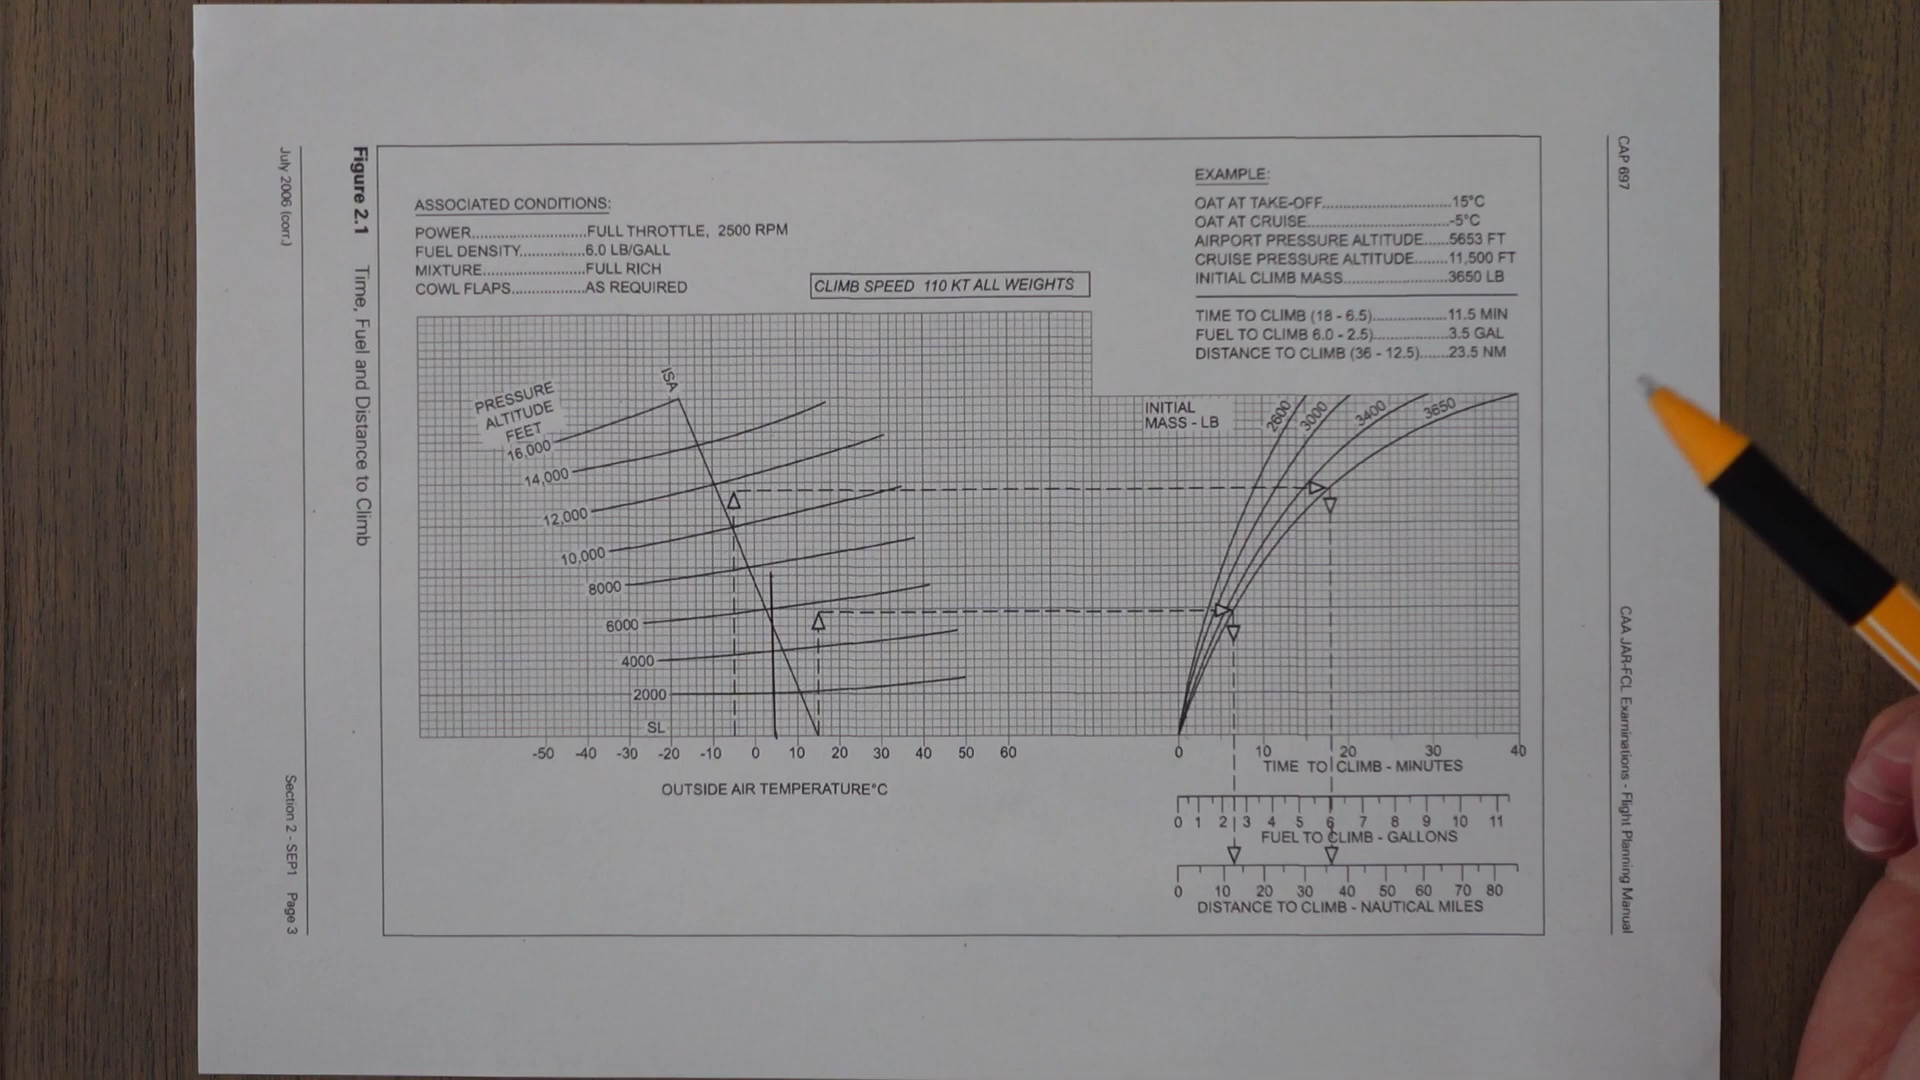 CAP 697
CAA JAR-FCL Examinations - Flight Planning Manual
Figure 2.1 Time, Fuel and Distance to Climb
July 2006 (corr.)
Section 2 - SEP1 Page 3
ASSOCIATED CONDITIONS:
POWER............................FULL THROTTLE, 2500 RPM
FUEL DENSITY................6.0 LB/GALL
MIXTURE.........................FULL RICH
COWL FLAPS..................AS REQUIRED
CLIMB SPEED 110 KT ALL WEIGHTS
EXAMPLE:
OAT AT TAKE-OFF...............................15°C
OAT AT CRUISE...................................-5°C
AIRPORT PRESSURE ALTITUDE......5653 FT
CRUISE PRESSURE ALTITUDE........11,500 FT
INITIAL CLIMB MASS.........................3650 LB
TIME TO CLIMB (18 - 6.5)..................11.5 MIN
FUEL TO CLIMB 6.0 - 2.5)..................3.5 GAL
DISTANCE TO CLIMB (36 - 12.5).......23.5 NM
PRESSURE
ALTITUDE
FEET
ISA
16,000
14,000
12,000
10,000
8000
6000
4000
2000
SL
-50 -40 -30 -20 -10 0 10 20 30 40 50 60
OUTSIDE AIR TEMPERATURE°C
INITIAL
MASS - LB
2600 3000 3400 3650
0 10 20 30 40
TIME TO CLIMB - MINUTES
0 1 2 3 4 5 6 7 8 9 10 11
FUEL TO CLIMB - GALLONS
0 10 20 30 40 50 60 70 80
DISTANCE TO CLIMB - NAUTICAL MILES